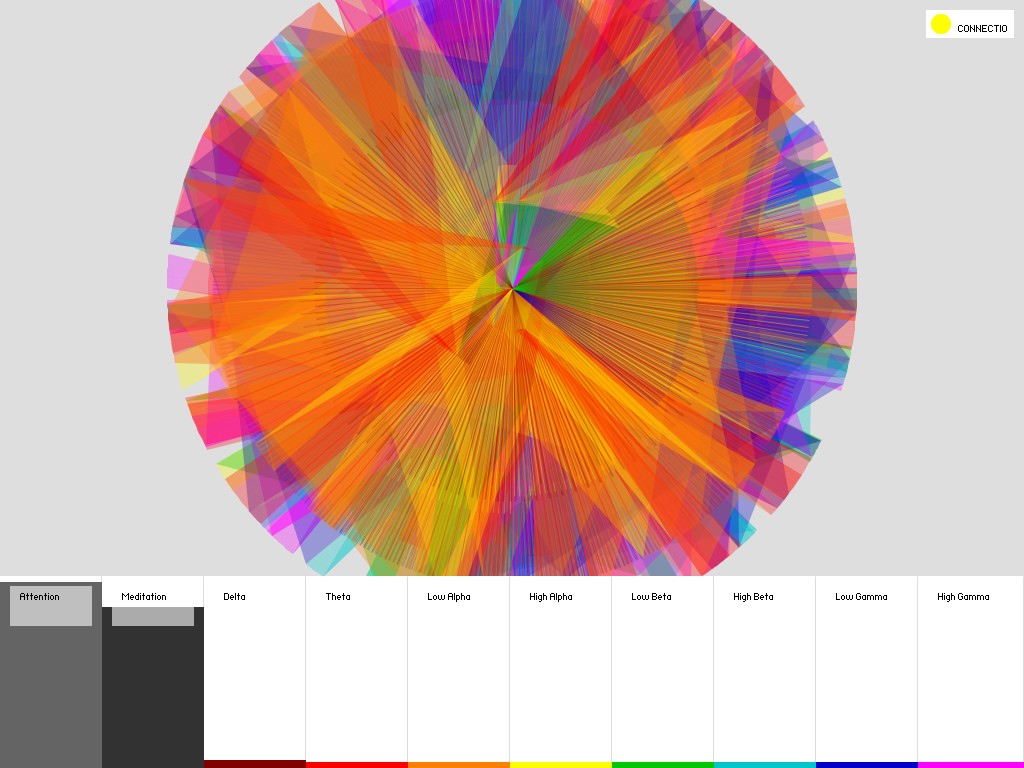 CONNECTIO
Attention
Meditation
Delta
Theta
Low Alpha
High Alpha
Low Beta
High Beta
Low Gamma
High Gamma